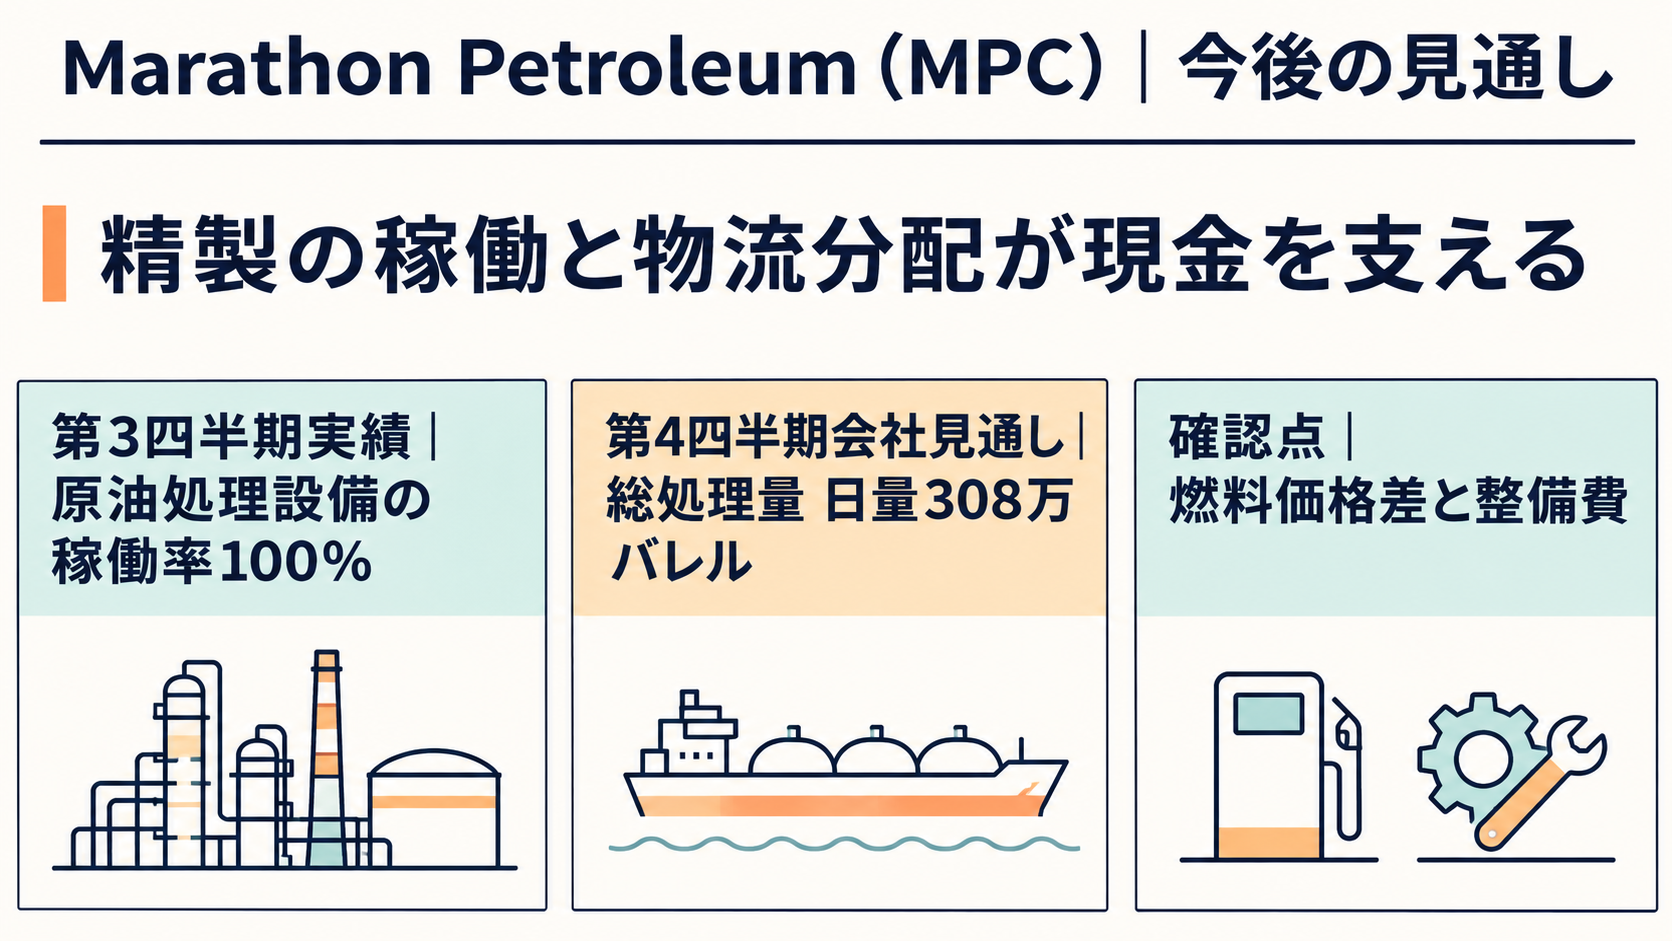 Marathon Petroleum（MPC）｜今後の見通し
精製の稼働と物流分配が現金を支える
第3四半期実績｜
原油処理設備の
稼働率100%
第4四半期会社見通し｜
総処理量 日量308万
バレル
確認点｜
燃料価格差と整備費